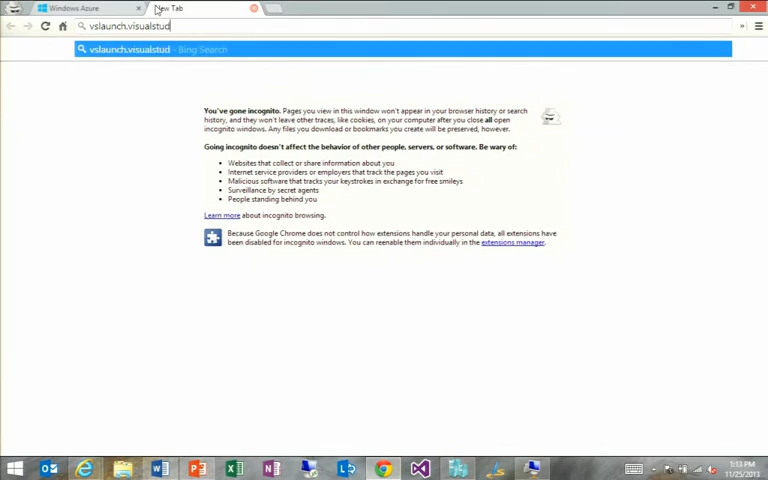 Windows Azure
New Tab
vslaunch.visualstud
vslaunch.visualstud - Bing Search
You've gone incognito. Pages you view in this window won't appear in your browser history or search
history, and they won't leave other traces, like cookies, on your computer after you close all open
incognito windows. Any files you download or bookmarks you create will be preserved, however.
Going incognito doesn't affect the behavior of other people, servers, or software. Be wary of:
• Websites that collect or share information about you
• Internet service providers or employers that track the pages you visit
• Malicious software that tracks your keystrokes in exchange for free smileys
• Surveillance by secret agents
• People standing behind you
Learn more about incognito browsing.
Because Google Chrome does not control how extensions handle your personal data, all extensions have
been disabled for incognito windows. You can reenable them individually in the extensions manager.
1:13 PM
11/25/2013